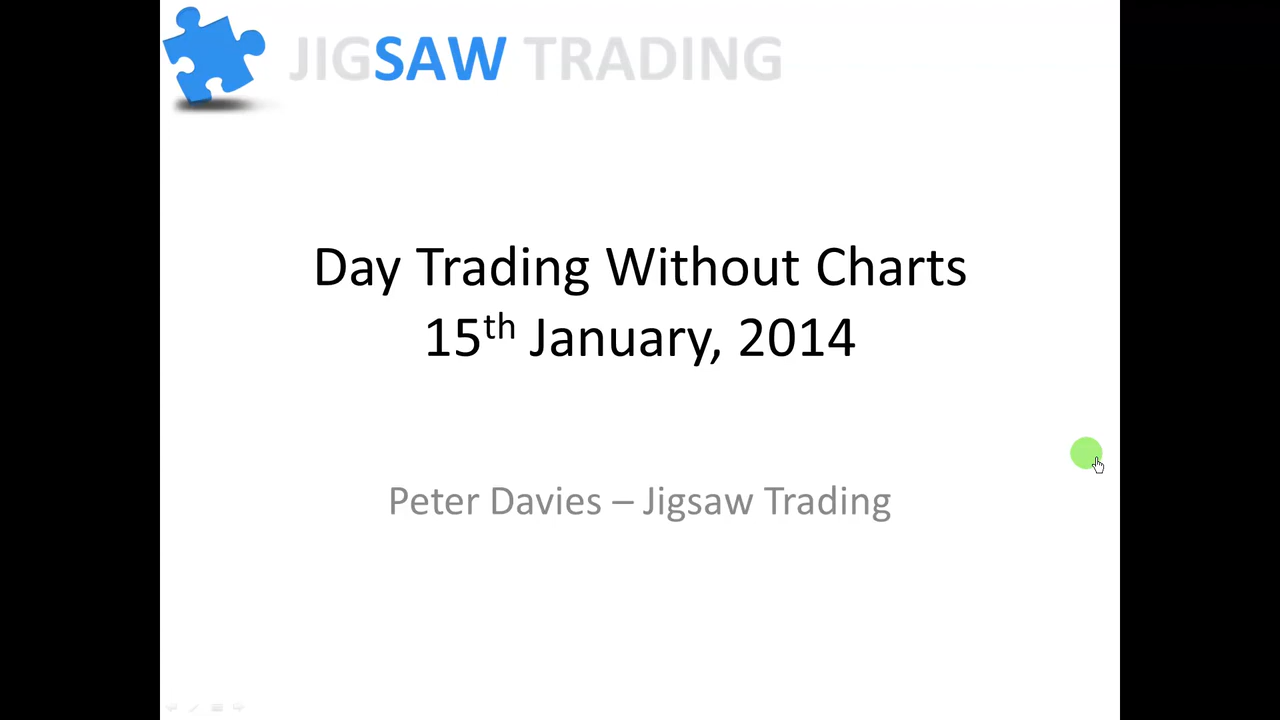 JIGSAW TRADING
Day Trading Without Charts
15th January, 2014
Peter Davies – Jigsaw Trading